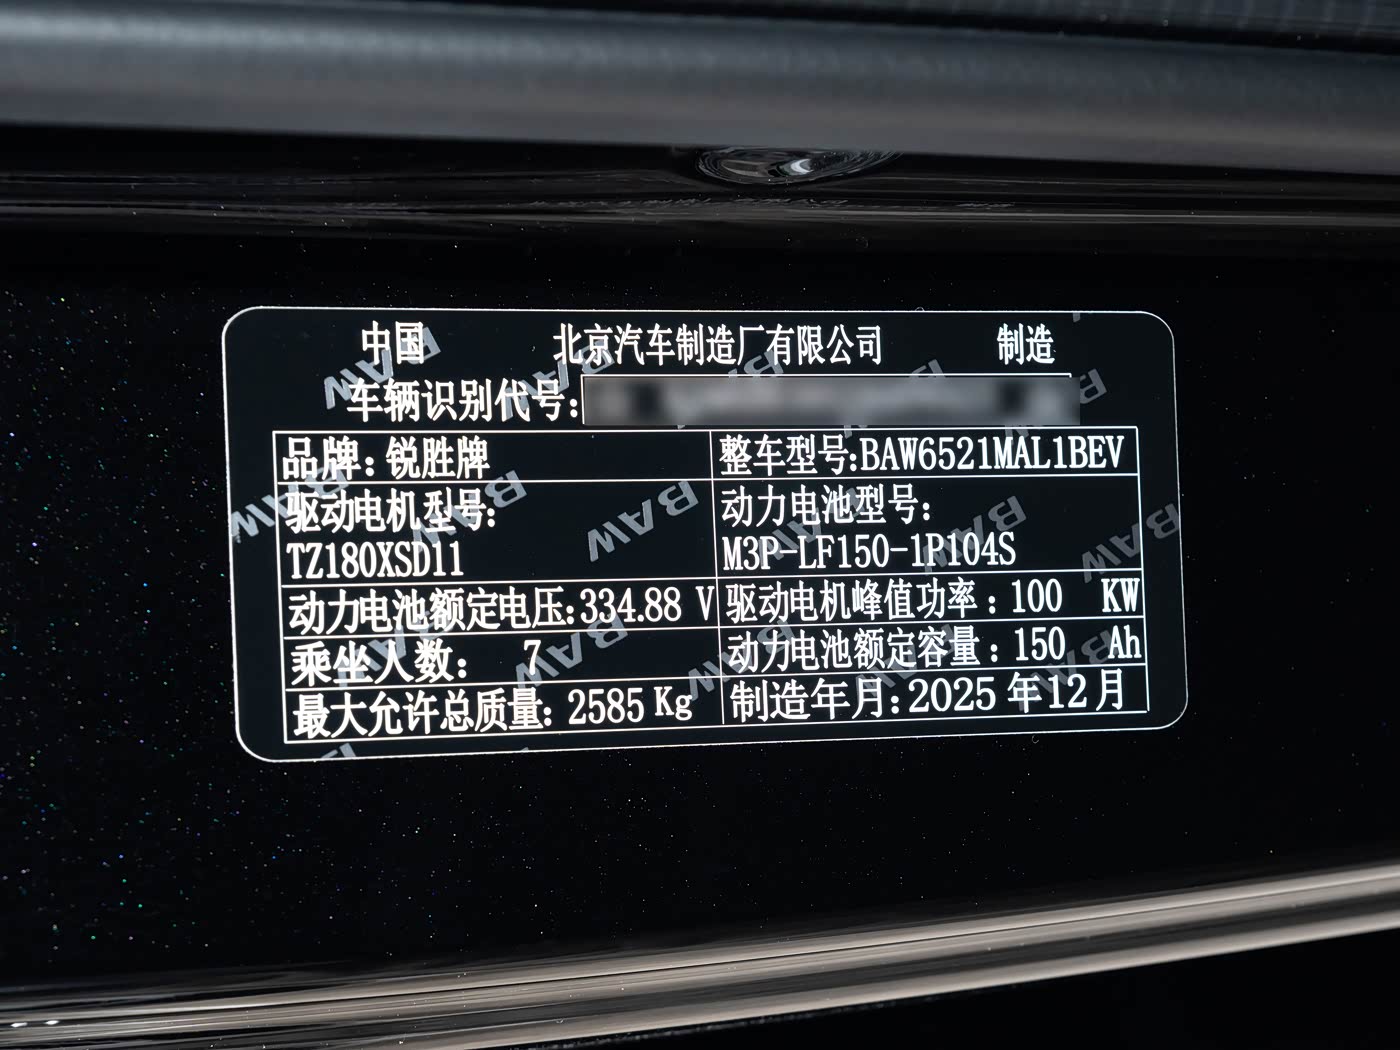 中国 北京汽车制造厂有限公司 制造
车辆识别代号:
品牌: 锐胜牌 整车型号:BAW6521MAL1BEV
驱动电机型号: 动力电池型号:
TZ180XSD11 M3P-LF150-1P104S
动力电池额定电压:334.88 V 驱动电机峰值功率: 100 KW
乘坐人数: 7 动力电池额定容量: 150 Ah
最大允许总质量: 2585 Kg 制造年月:2025 年12月
BAW